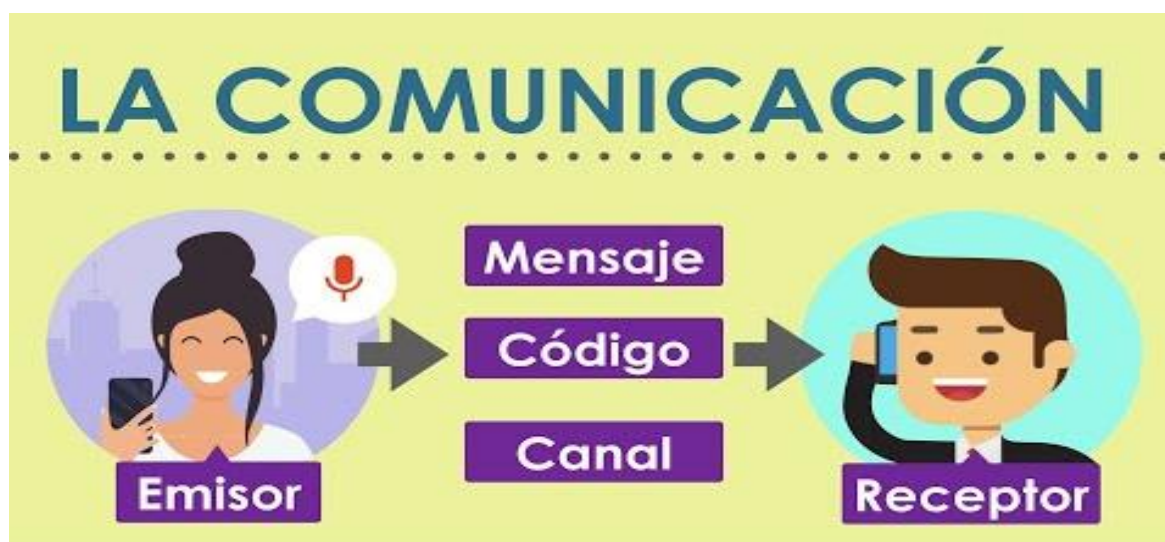 LA COMUNICACIÓN
Mensaje
Código
Canal
Emisor
Receptor